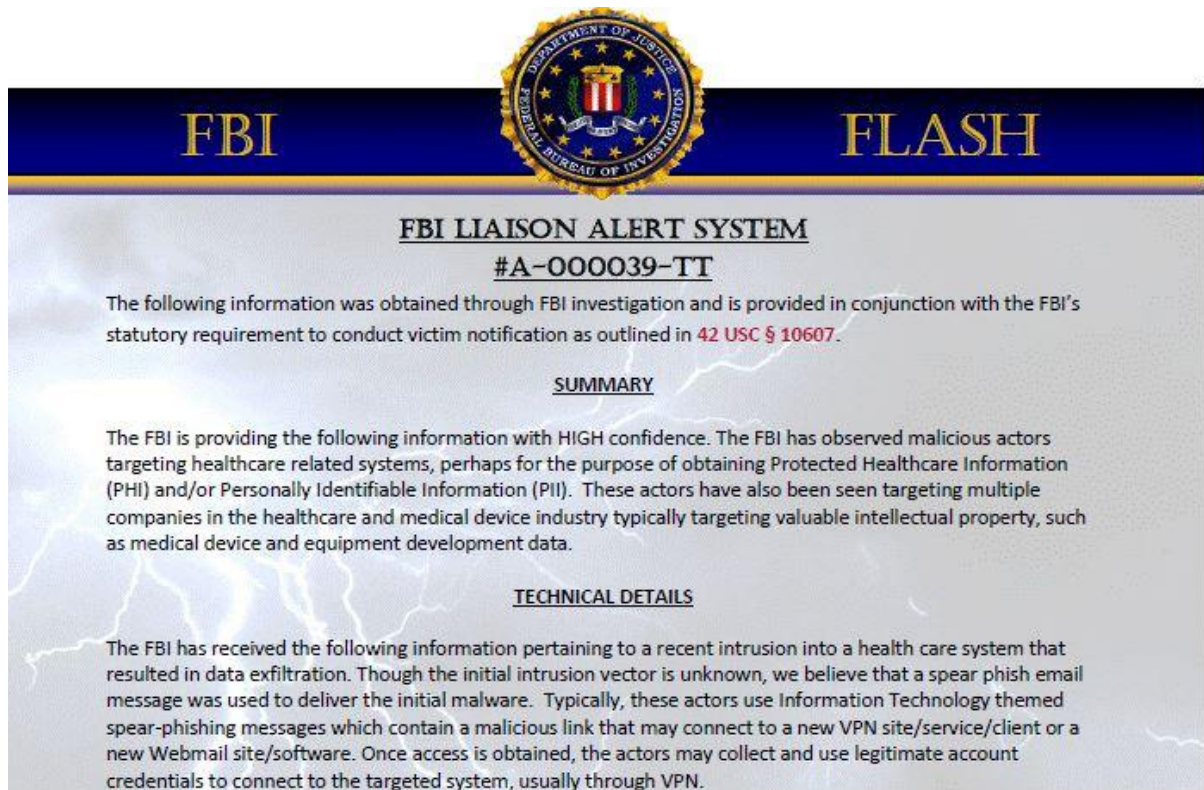 FBI
DEPARTMENT OF JUSTICE
FEDERAL BUREAU OF INVESTIGATION
FLASH
FBI LIAISON ALERT SYSTEM
#A-000039-TT
The following information was obtained through FBI investigation and is provided in conjunction with the FBI's
statutory requirement to conduct victim notification as outlined in 42 USC § 10607.
SUMMARY
The FBI is providing the following information with HIGH confidence. The FBI has observed malicious actors
targeting healthcare related systems, perhaps for the purpose of obtaining Protected Healthcare Information
(PHI) and/or Personally Identifiable Information (PII). These actors have also been seen targeting multiple
companies in the healthcare and medical device industry typically targeting valuable intellectual property, such
as medical device and equipment development data.
TECHNICAL DETAILS
The FBI has received the following information pertaining to a recent intrusion into a health care system that
resulted in data exfiltration. Though the initial intrusion vector is unknown, we believe that a spear phish email
message was used to deliver the initial malware. Typically, these actors use Information Technology themed
spear-phishing messages which contain a malicious link that may connect to a new VPN site/service/client or a
new Webmail site/software. Once access is obtained, the actors may collect and use legitimate account
credentials to connect to the targeted system, usually through VPN.